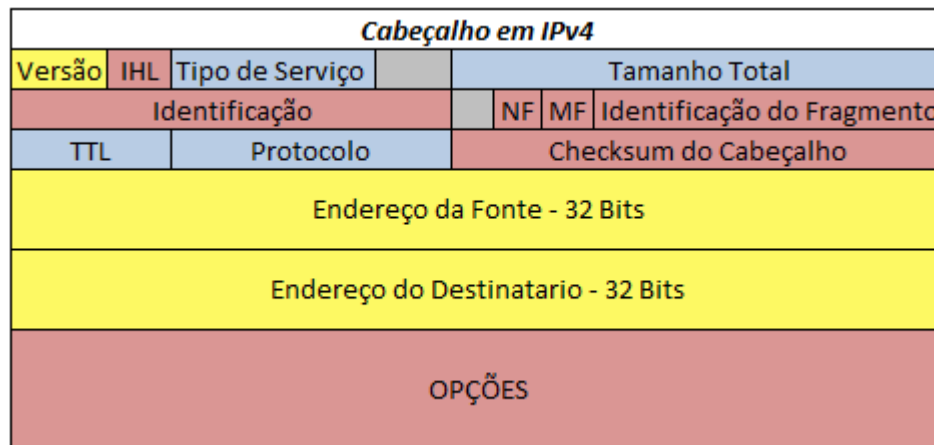 Cabeçalho em IPv4
Versão IHL Tipo de Serviço Tamanho Total
Identificação NF MF Identificação do Fragmento
TTL Protocolo Checksum do Cabeçalho
Endereço da Fonte - 32 Bits
Endereço do Destinatario - 32 Bits
OPÇÕES